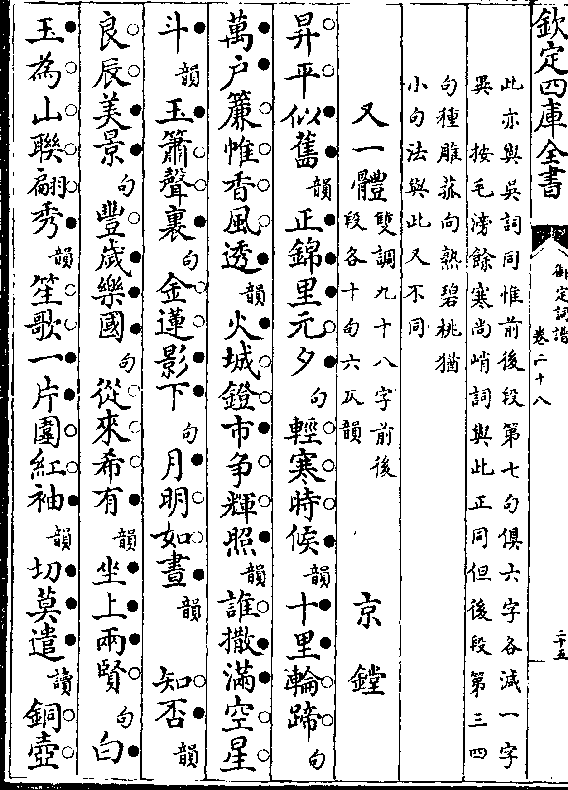 欽定四庫全書
御定詞譜
卷二十八
二十五
此亦與吳詞同惟前後段第七句俱六字各減一字
異 按毛滂餘寒尚峭詞與此正同但後段第三四
句種雕菰向熟碧桃猶
小句法與此又不同
又一體 雙調九十八字前後
段各十句六仄韻 京鏜
昇平似舊韻正錦里元夕句輕寒時候韻十里輪蹄句
萬户簾帷香風透韻火城鐙市争輝照韻誰撒滿空星
斗韻玉簫聲裏句金蓮影下句月明如晝韻 知否韻
良辰美景句豐歲樂國句從來希有韻坐上兩賢句白
玉為山聯翩秀韻笙歌一片圍紅袖韻切莫遣讀銅壺